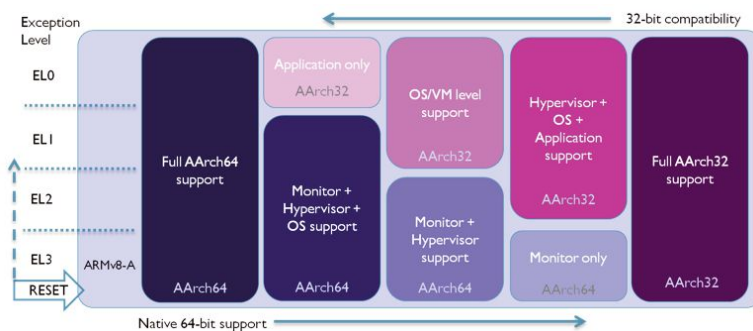 Exception
Level
32-bit compatibility
EL0
EL1
EL2
EL3
RESET
ARMv8-A
Full AArch64
support
AArch64
Application only
AArch32
Monitor +
Hypervisor +
OS support
AArch64
OS/VM level
support
AArch32
Monitor +
Hypervisor
support
AArch64
Hypervisor +
OS +
Application
support
AArch32
Monitor only
AArch64
Full AArch32
support
AArch32
Native 64-bit support